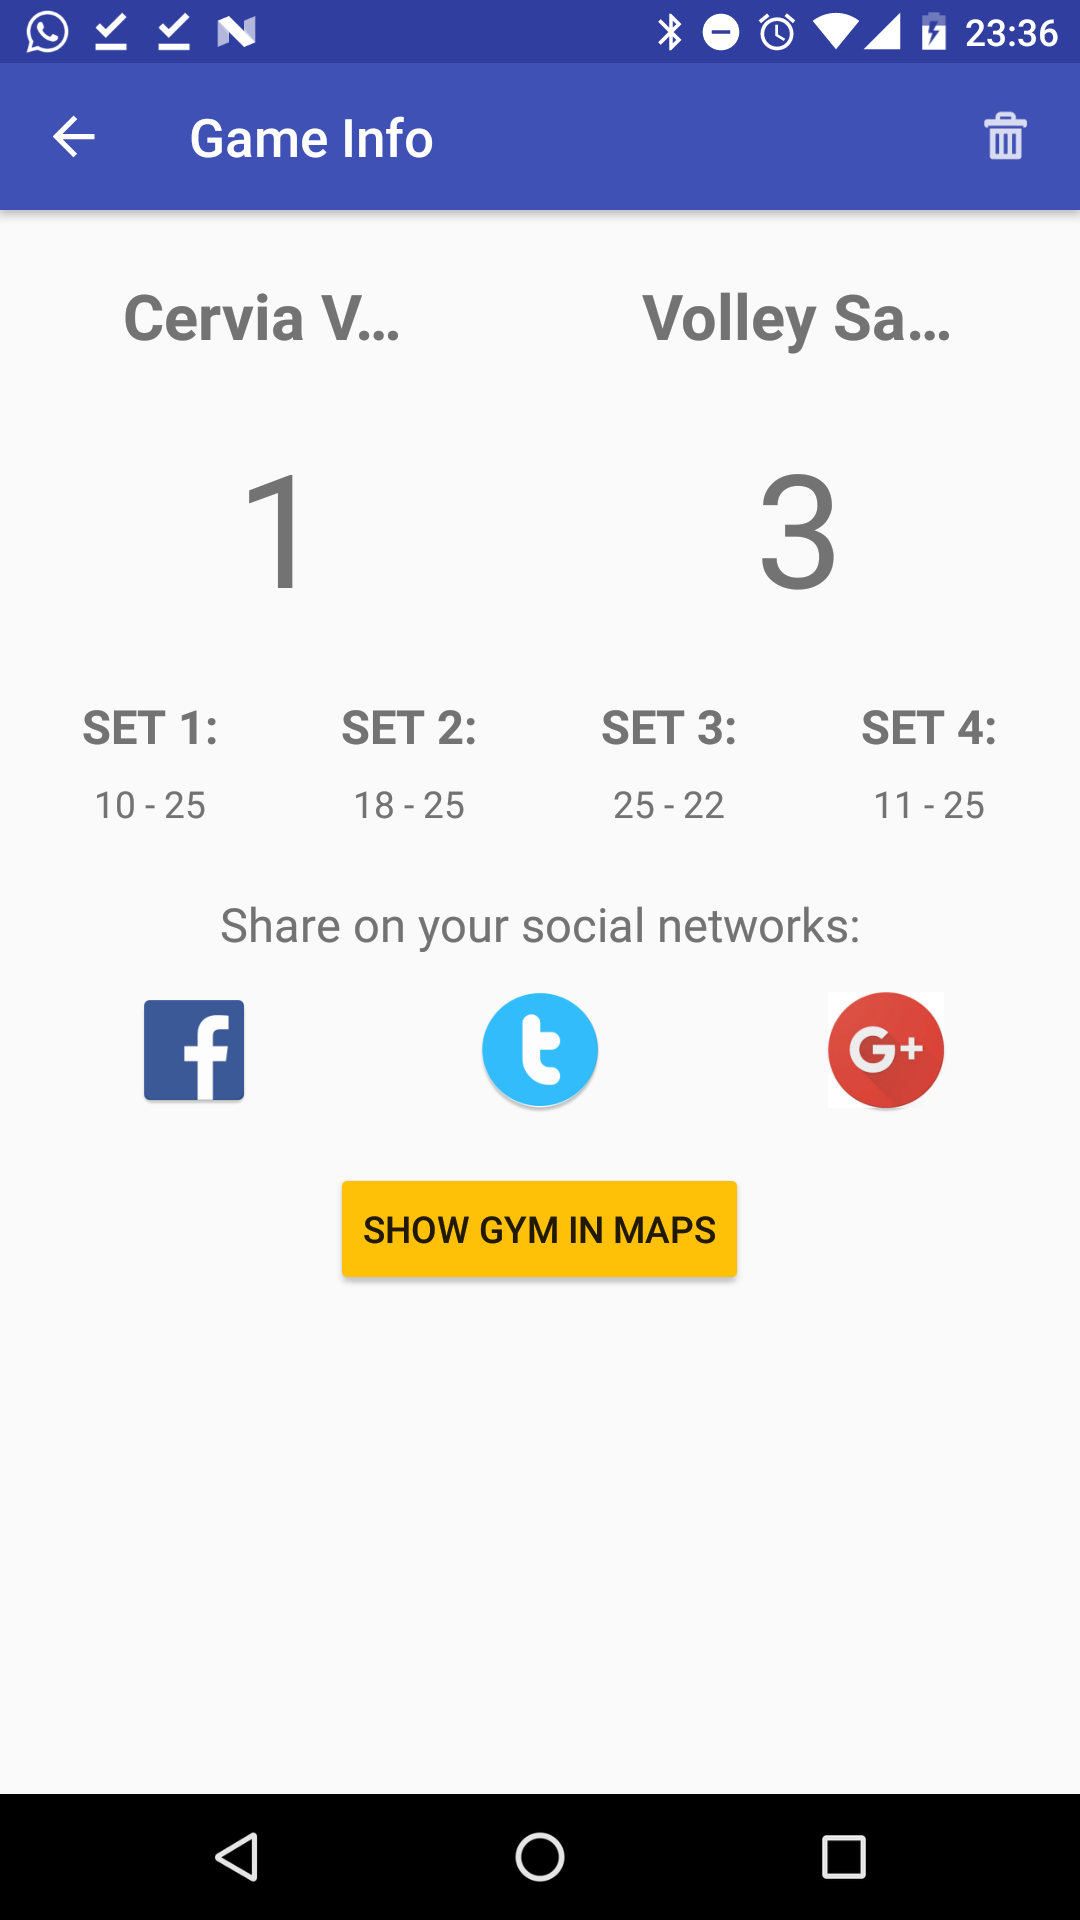 23:36
Game Info
Cervia V... Volley Sa...
1 3
SET 1: SET 2: SET 3: SET 4:
10 - 25 18 - 25 25 - 22 11 - 25
Share on your social networks:
f t G+
SHOW GYM IN MAPS